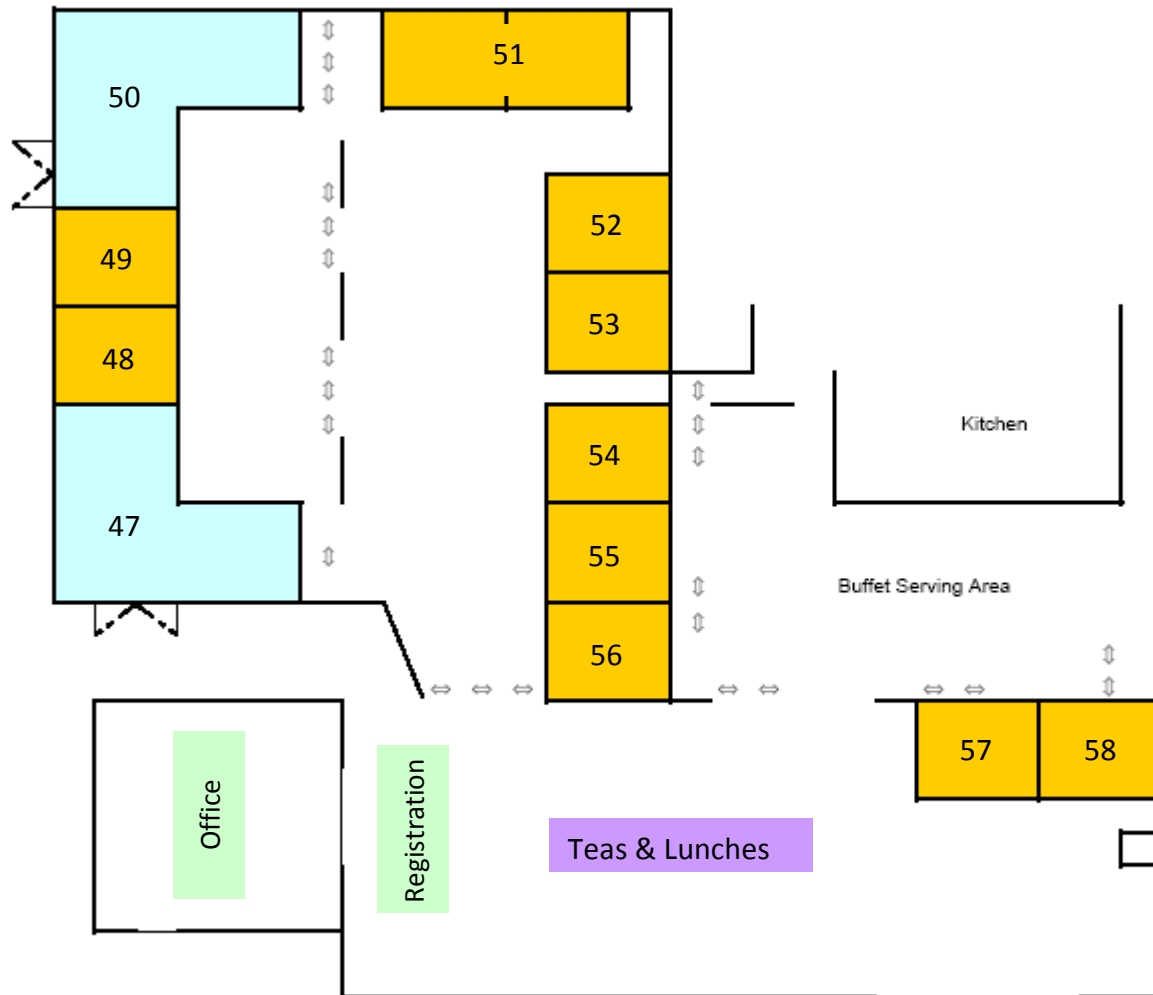 51
50
52
49
53
48
Kitchen
54
47
55
Buffet Serving Area
56
57
58
Office
Registration
Teas & Lunches